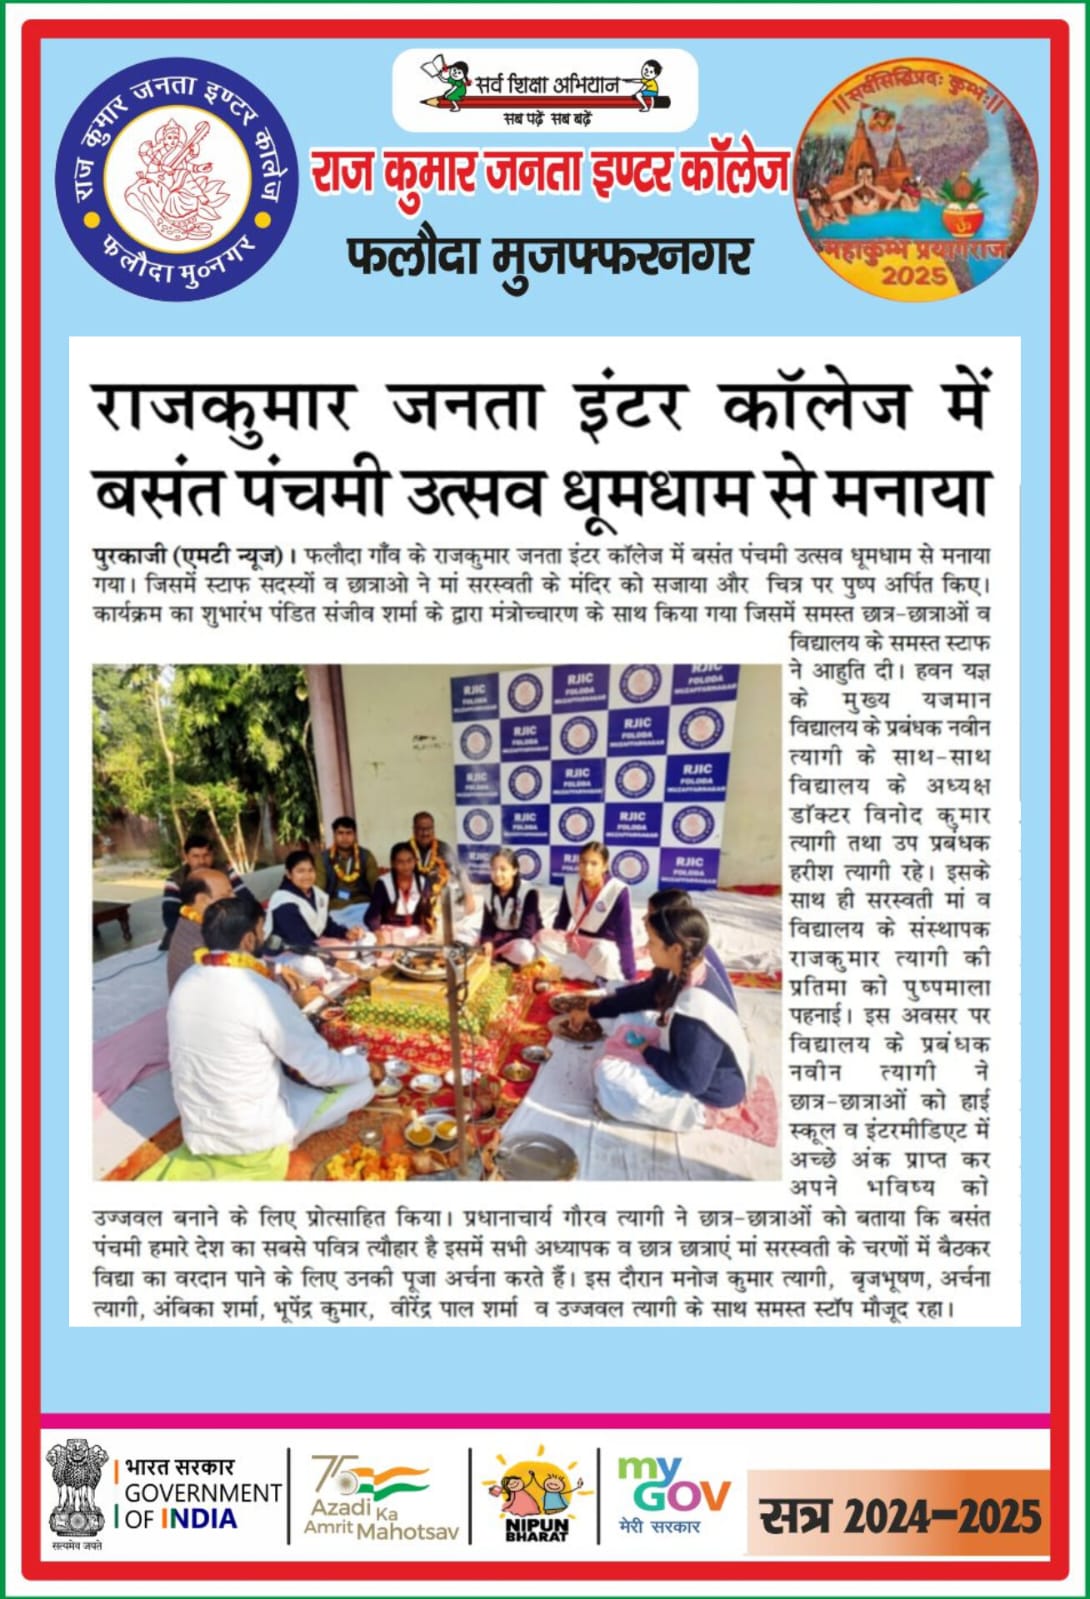 राज कुमार जनता इण्टर कालेज
फलौदा मु०नगर
सर्व शिक्षा अभियान
सब पढ़ें सब बढ़ें
राज कुमार जनता इण्टर कॉलेज
फलौदा मुजफ्फरनगर
॥सर्वसिद्धिप्रदः कुम्भः॥
महाकुम्भ प्रयागराज
2025
राजकुमार जनता इंटर कॉलेज में
बसंत पंचमी उत्सव धूमधाम से मनाया
पुरकाजी (एमटी न्यूज)। फलौदा गाँव के राजकुमार जनता इंटर कॉलेज में बसंत पंचमी उत्सव धूमधाम से मनाया
गया। जिसमें स्टाफ सदस्यों व छात्राओ ने मां सरस्वती के मंदिर को सजाया और चित्र पर पुष्प अर्पित किए।
कार्यक्रम का शुभारंभ पंडित संजीव शर्मा के द्वारा मंत्रोच्चारण के साथ किया गया जिसमें समस्त छात्र-छात्राओं व
विद्यालय के समस्त स्टाफ
ने आहुति दी। हवन यज्ञ
के मुख्य यजमान
विद्यालय के प्रबंधक नवीन
त्यागी के साथ-साथ
विद्यालय के अध्यक्ष
डॉक्टर विनोद कुमार
त्यागी तथा उप प्रबंधक
हरीश त्यागी रहे। इसके
साथ ही सरस्वती मां व
विद्यालय के संस्थापक
राजकुमार त्यागी की
प्रतिमा को पुष्पमाला
पहनाई। इस अवसर पर
विद्यालय के प्रबंधक
नवीन त्यागी ने
छात्र-छात्राओं को हाई
स्कूल व इंटरमीडिएट में
अच्छे अंक प्राप्त कर
अपने भविष्य को
उज्जवल बनाने के लिए प्रोत्साहित किया। प्रधानाचार्य गौरव त्यागी ने छात्र-छात्राओं को बताया कि बसंत
पंचमी हमारे देश का सबसे पवित्र त्यौहार है इसमें सभी अध्यापक व छात्र छात्राएं मां सरस्वती के चरणों में बैठकर
विद्या का वरदान पाने के लिए उनकी पूजा अर्चना करते हैं। इस दौरान मनोज कुमार त्यागी, बृजभूषण, अर्चना
त्यागी, अंबिका शर्मा, भूपेंद्र कुमार, वीरेंद्र पाल शर्मा व उज्जवल त्यागी के साथ समस्त स्टॉप मौजूद रहा।
RJIC
FOLODA
MUZAFFARNAGAR
सत्यमेव जयते
भारत सरकार
GOVERNMENT
OF INDIA
75
Azadi Ka
Amrit Mahotsav
NIPUN
BHARAT
my
GOV
मेरी सरकार
सत्र 2024-2025